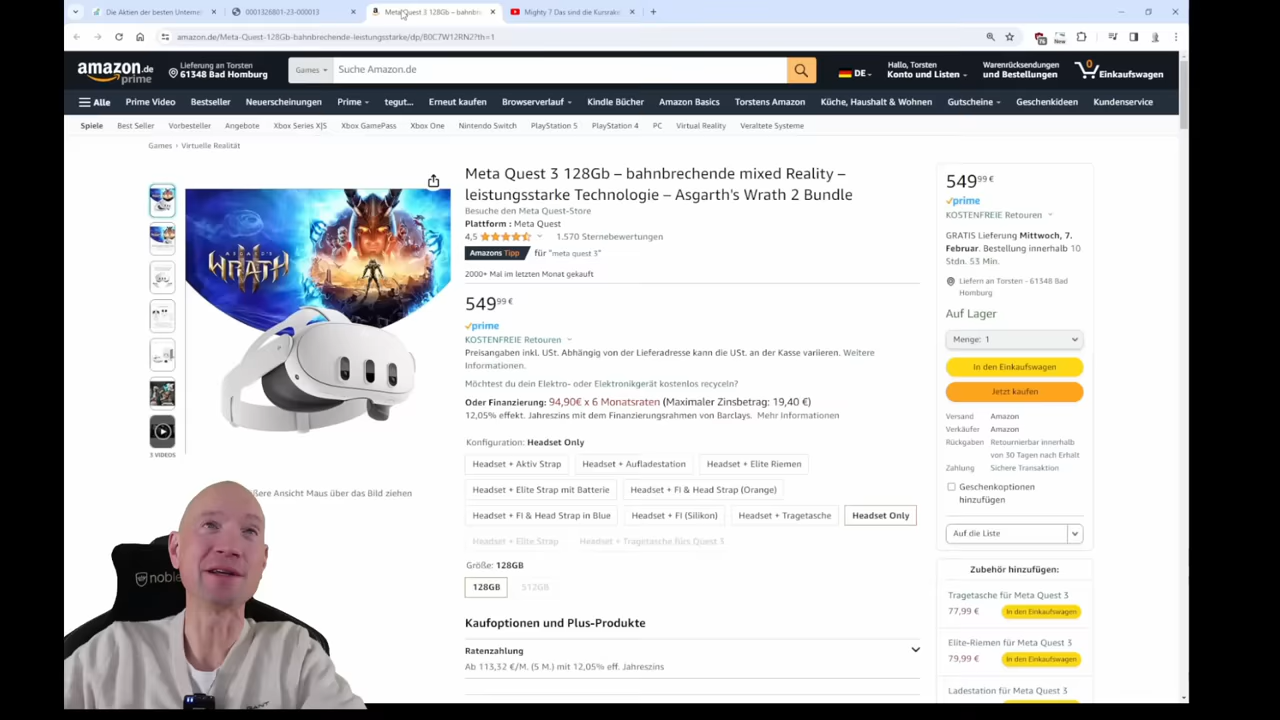 Die Aktien der besten Unterne
0001326801-23-000013
Meta Quest 3 128Gb – bahnbre
Mighty 7 Das sind die Kursrake
amazon.de/Meta-Quest-128Gb-bahnbrechende-leistungsstarke/dp/B0C7W12RN2?th=1
amazon.de
prime
Lieferung an Torsten
61348 Bad Homburg
Games
Suche Amazon.de
DE
Hallo, Torsten
Konto und Listen
Warenrücksendungen
und Bestellungen
0
Einkaufswagen
Alle
Prime Video
Bestseller
Neuerscheinungen
Prime
tegut...
Erneut kaufen
Browserverlauf
Kindle Bücher
Amazon Basics
Torstens Amazon
Küche, Haushalt & Wohnen
Gutscheine
Geschenkideen
Kundenservice
Spiele
Best Seller
Vorbesteller
Angebote
Xbox Series X|S
Xbox GamePass
Xbox One
Nintendo Switch
PlayStation 5
PlayStation 4
PC
Virtual Reality
Veraltete Systeme
Games › Virtuelle Realität
WRATH
3 VIDEOS
ßere Ansicht Maus über das Bild ziehen
noble
Meta Quest 3 128Gb – bahnbrechende mixed Reality –
leistungsstarke Technologie – Asgarth's Wrath 2 Bundle
Besuche den Meta Quest-Store
Plattform : Meta Quest
4,5
1.570 Sternebewertungen
Amazons Tipp
für "meta quest 3"
2000+ Mal im letzten Monat gekauft
549,99 €
prime
KOSTENFREIE Retouren
Preisangaben inkl. USt. Abhängig von der Lieferadresse kann die USt. an der Kasse variieren. Weitere
Informationen.
Möchtest du dein Elektro- oder Elektronikgerät kostenlos recyceln?
Oder Finanzierung: 94,90€ x 6 Monatsraten (Maximaler Zinsbetrag: 19,40 €)
12,05% effekt. Jahreszins mit dem Finanzierungsrahmen von Barclays. Mehr Informationen
Konfiguration: Headset Only
Headset + Aktiv Strap
Headset + Aufladestation
Headset + Elite Riemen
Headset + Elite Strap mit Batterie
Headset + FI & Head Strap (Orange)
Headset + FI & Head Strap in Blue
Headset + FI (Silikon)
Headset + Tragetasche
Headset Only
Headset + Elite Strap
Headset + Tragetasche fürs Quest 3
Größe: 128GB
128GB
512GB
Kaufoptionen und Plus-Produkte
Ratenzahlung
Ab 113,32 €/M. (5 M.) mit 12,05% eff. Jahreszins
549,99 €
prime
KOSTENFREIE Retouren
GRATIS Lieferung Mittwoch, 7.
Februar. Bestellung innerhalb 10
Stdn. 53 Min.
Liefern an Torsten - 61348 Bad
Homburg
Auf Lager
Menge: 1
In den Einkaufswagen
Jetzt kaufen
Versand Amazon
Verkäufer Amazon
Rückgaben Retournierbar innerhalb
von 30 Tagen nach Erhalt
Zahlung Sichere Transaktion
Geschenkoptionen
hinzufügen
Auf die Liste
Zubehör hinzufügen:
Tragetasche für Meta Quest 3
77,99 €
In den Einkaufswagen
Elite-Riemen für Meta Quest 3
79,99 €
In den Einkaufswagen
Ladestation für Meta Quest 3